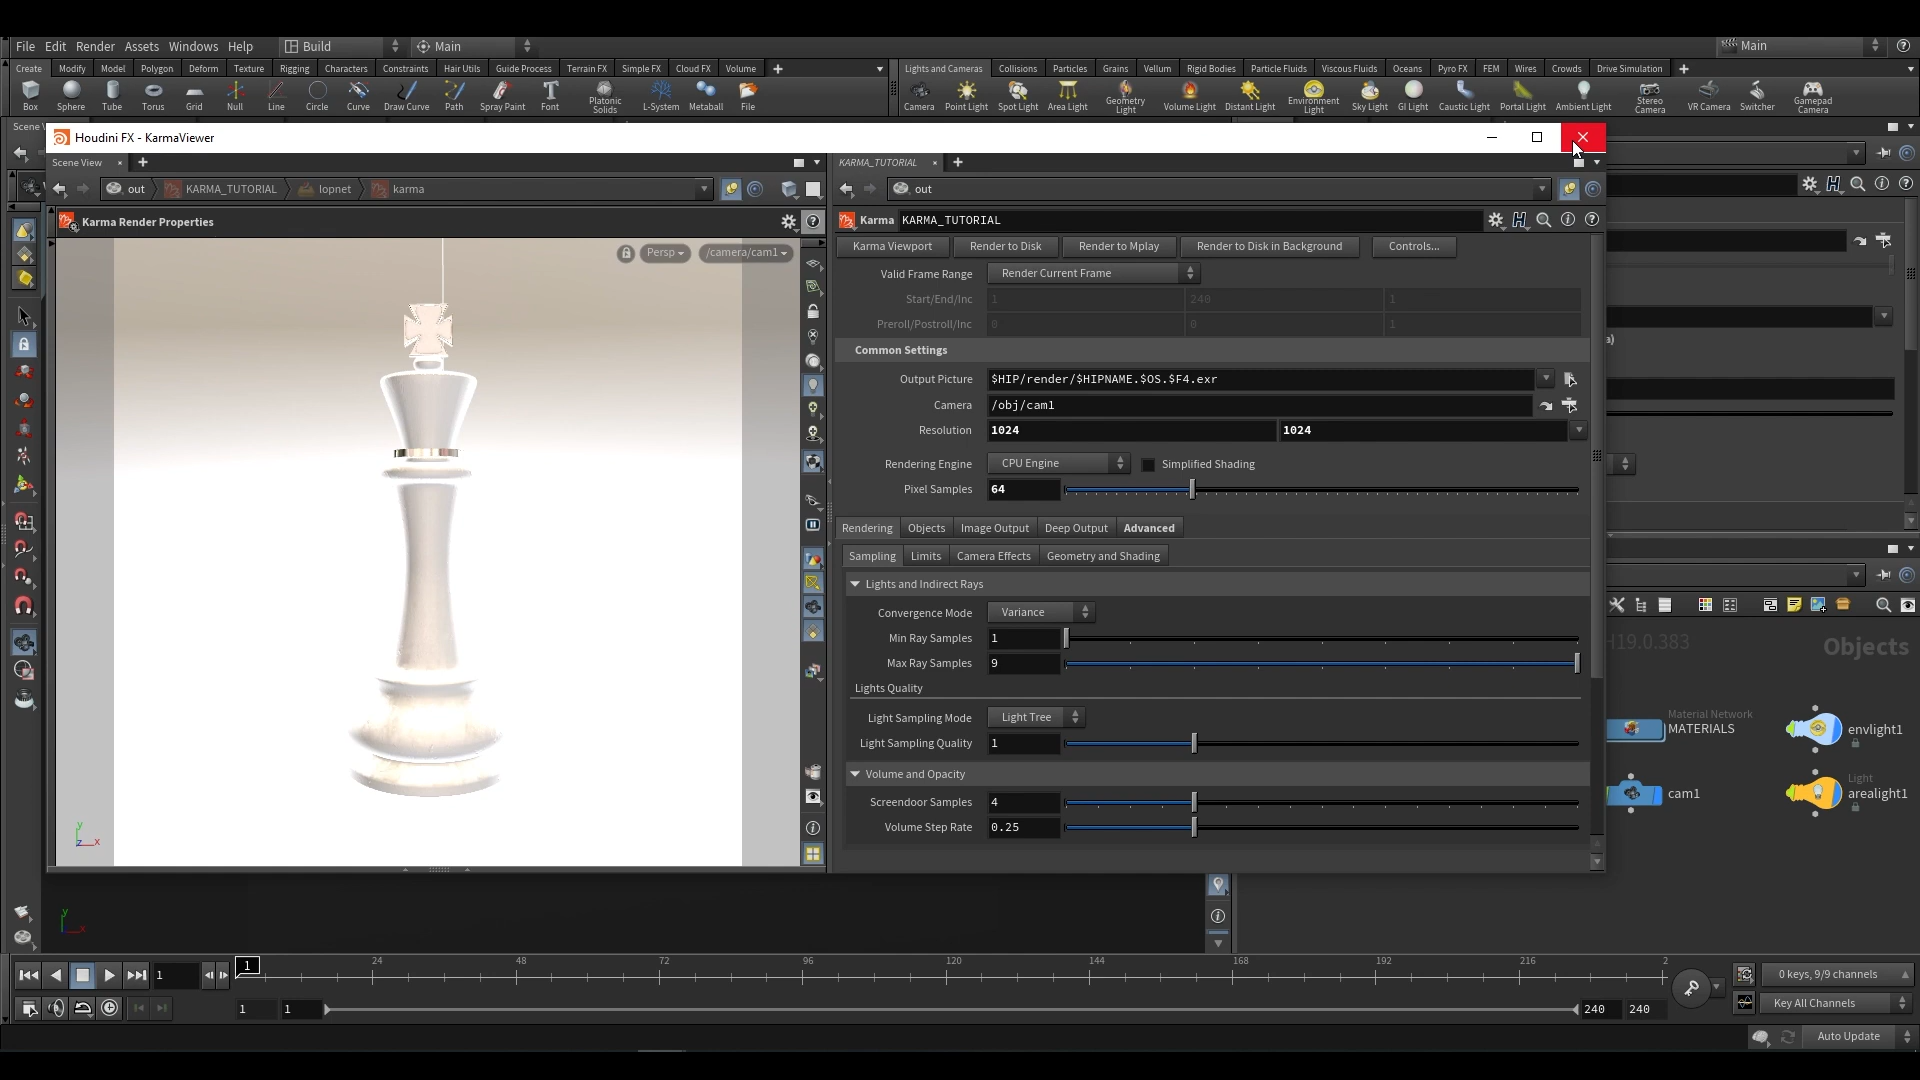 File Edit Render Assets Windows Help Build Main Main
Create Modify Model Polygon Deform Texture Rigging Characters Constraints Hair Utils Guide Process Terrain FX Simple FX Cloud FX Volume
Lights and Cameras Collisions Particles Grains Vellum Rigid Bodies Particle Fluids Viscous Fluids Oceans Pyro FX FEM Wires Crowds Drive Simulation
Box Sphere Tube Torus Grid Null Line Circle Curve Draw Curve Path Spray Paint Font Platonic Solids L-System Metaball File
Camera Point Light Spot Light Area Light Geometry Light Volume Light Distant Light Environment Light Sky Light GI Light Caustic Light Portal Light Ambient Light Stereo Camera VR Camera Switcher Gamepad Camera
Scene V
Houdini FX - KarmaViewer
Scene View
KARMA_TUTORIAL
out KARMA_TUTORIAL lopnet karma
out
Karma Render Properties
Karma KARMA_TUTORIAL
Karma Viewport Render to Disk Render to Mplay Render to Disk in Background Controls...
Persp /camera/cam1
Valid Frame Range Render Current Frame
Start/End/Inc 1 240 1
Preroll/Postroll/Inc 0 0 1
Common Settings
Output Picture $HIP/render/$HIPNAME.$OS.$F4.exr
Camera /obj/cam1
Resolution 1024 1024
Rendering Engine CPU Engine Simplified Shading
Pixel Samples 64
Rendering Objects Image Output Deep Output Advanced
Sampling Limits Camera Effects Geometry and Shading
Lights and Indirect Rays
Convergence Mode Variance
Min Ray Samples 1
Max Ray Samples 9
Lights Quality
Light Sampling Mode Light Tree
Light Sampling Quality 1
Volume and Opacity
Screendoor Samples 4
Volume Step Rate 0.25
H19.0.383
Objects
Material Network
MATERIALS
envlight1
cam1
Light
arealight1
y
z x
y
x
1 1 24 48 72 96 120 144 168 192 216 2
0 keys, 9/9 channels
1 1 240 240
Key All Channels
Auto Update